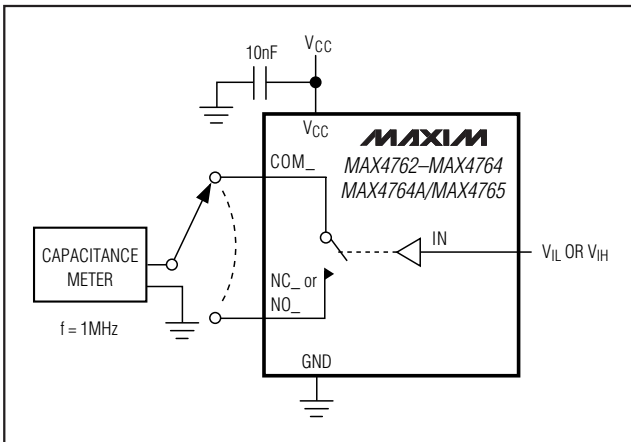 10nF
VCC
VCC
MAXIM
MAX4762–MAX4764
MAX4764A/MAX4765
COM_
IN
VIL OR VIH
CAPACITANCE
METER
NC_ or
NO_
f = 1MHz
GND